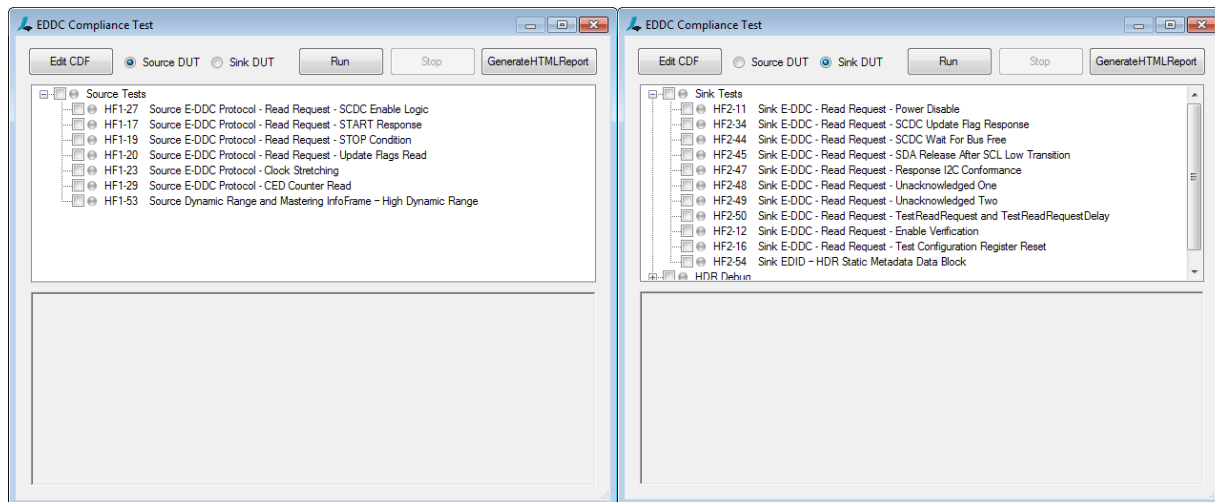 EDDC Compliance Test
Edit CDF Source DUT Sink DUT Run Stop GenerateHTMLReport
Source Tests
HF1-27 Source E-DDC Protocol - Read Request - SCDC Enable Logic
HF1-17 Source E-DDC Protocol - Read Request - START Response
HF1-19 Source E-DDC Protocol - Read Request - STOP Condition
HF1-20 Source E-DDC Protocol - Read Request - Update Flags Read
HF1-23 Source E-DDC Protocol - Clock Stretching
HF1-29 Source E-DDC Protocol - CED Counter Read
HF1-53 Source Dynamic Range and Mastering InfoFrame – High Dynamic Range
EDDC Compliance Test
Edit CDF Source DUT Sink DUT Run Stop GenerateHTMLReport
Sink Tests
HF2-11 Sink E-DDC - Read Request - Power Disable
HF2-34 Sink E-DDC - Read Request - SCDC Update Flag Response
HF2-44 Sink E-DDC - Read Request - SCDC Wait For Bus Free
HF2-45 Sink E-DDC - Read Request - SDA Release After SCL Low Transition
HF2-47 Sink E-DDC - Read Request - Response I2C Conformance
HF2-48 Sink E-DDC - Read Request - Unacknowledged One
HF2-49 Sink E-DDC - Read Request - Unacknowledged Two
HF2-50 Sink E-DDC - Read Request - TestReadRequest and TestReadRequestDelay
HF2-12 Sink E-DDC - Read Request - Enable Verification
HF2-16 Sink E-DDC - Read Request - Test Configuration Register Reset
HF2-54 Sink EDID – HDR Static Metadata Data Block
HDR Debug